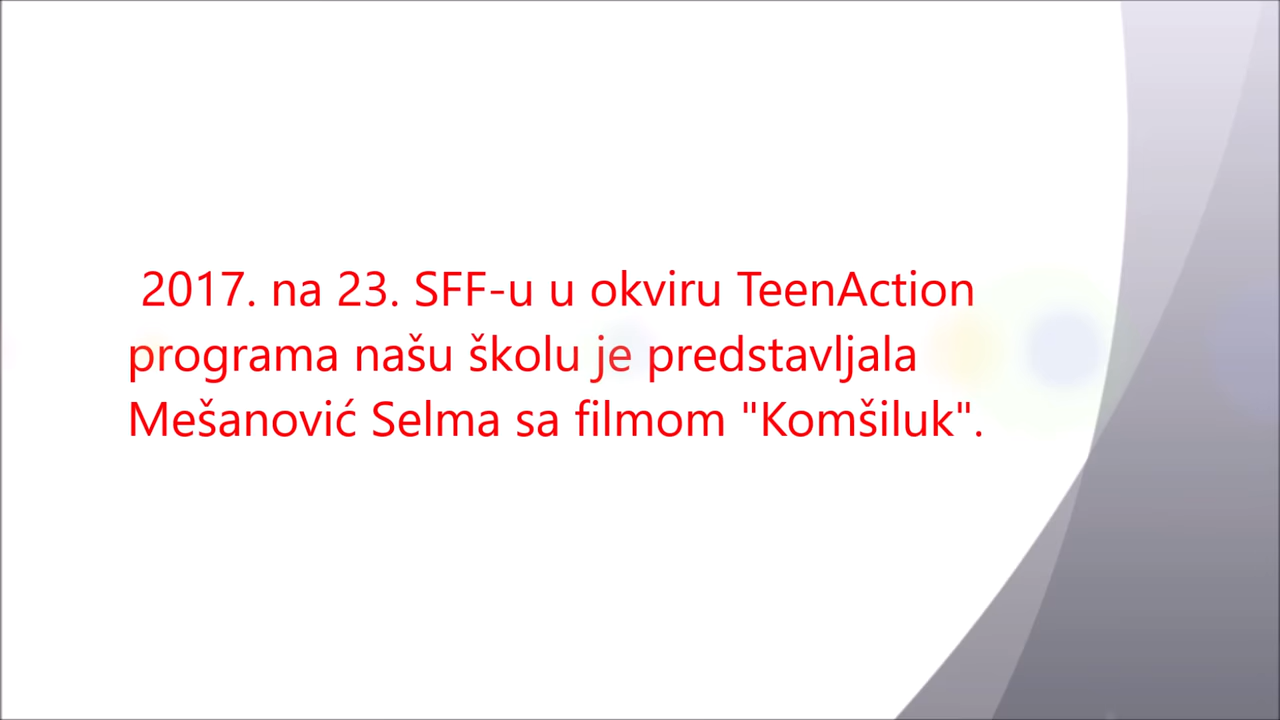 2017. na 23. SFF-u u okviru TeenAction
programa našu školu je predstavljala
Mešanović Selma sa filmom "Komšiluk".